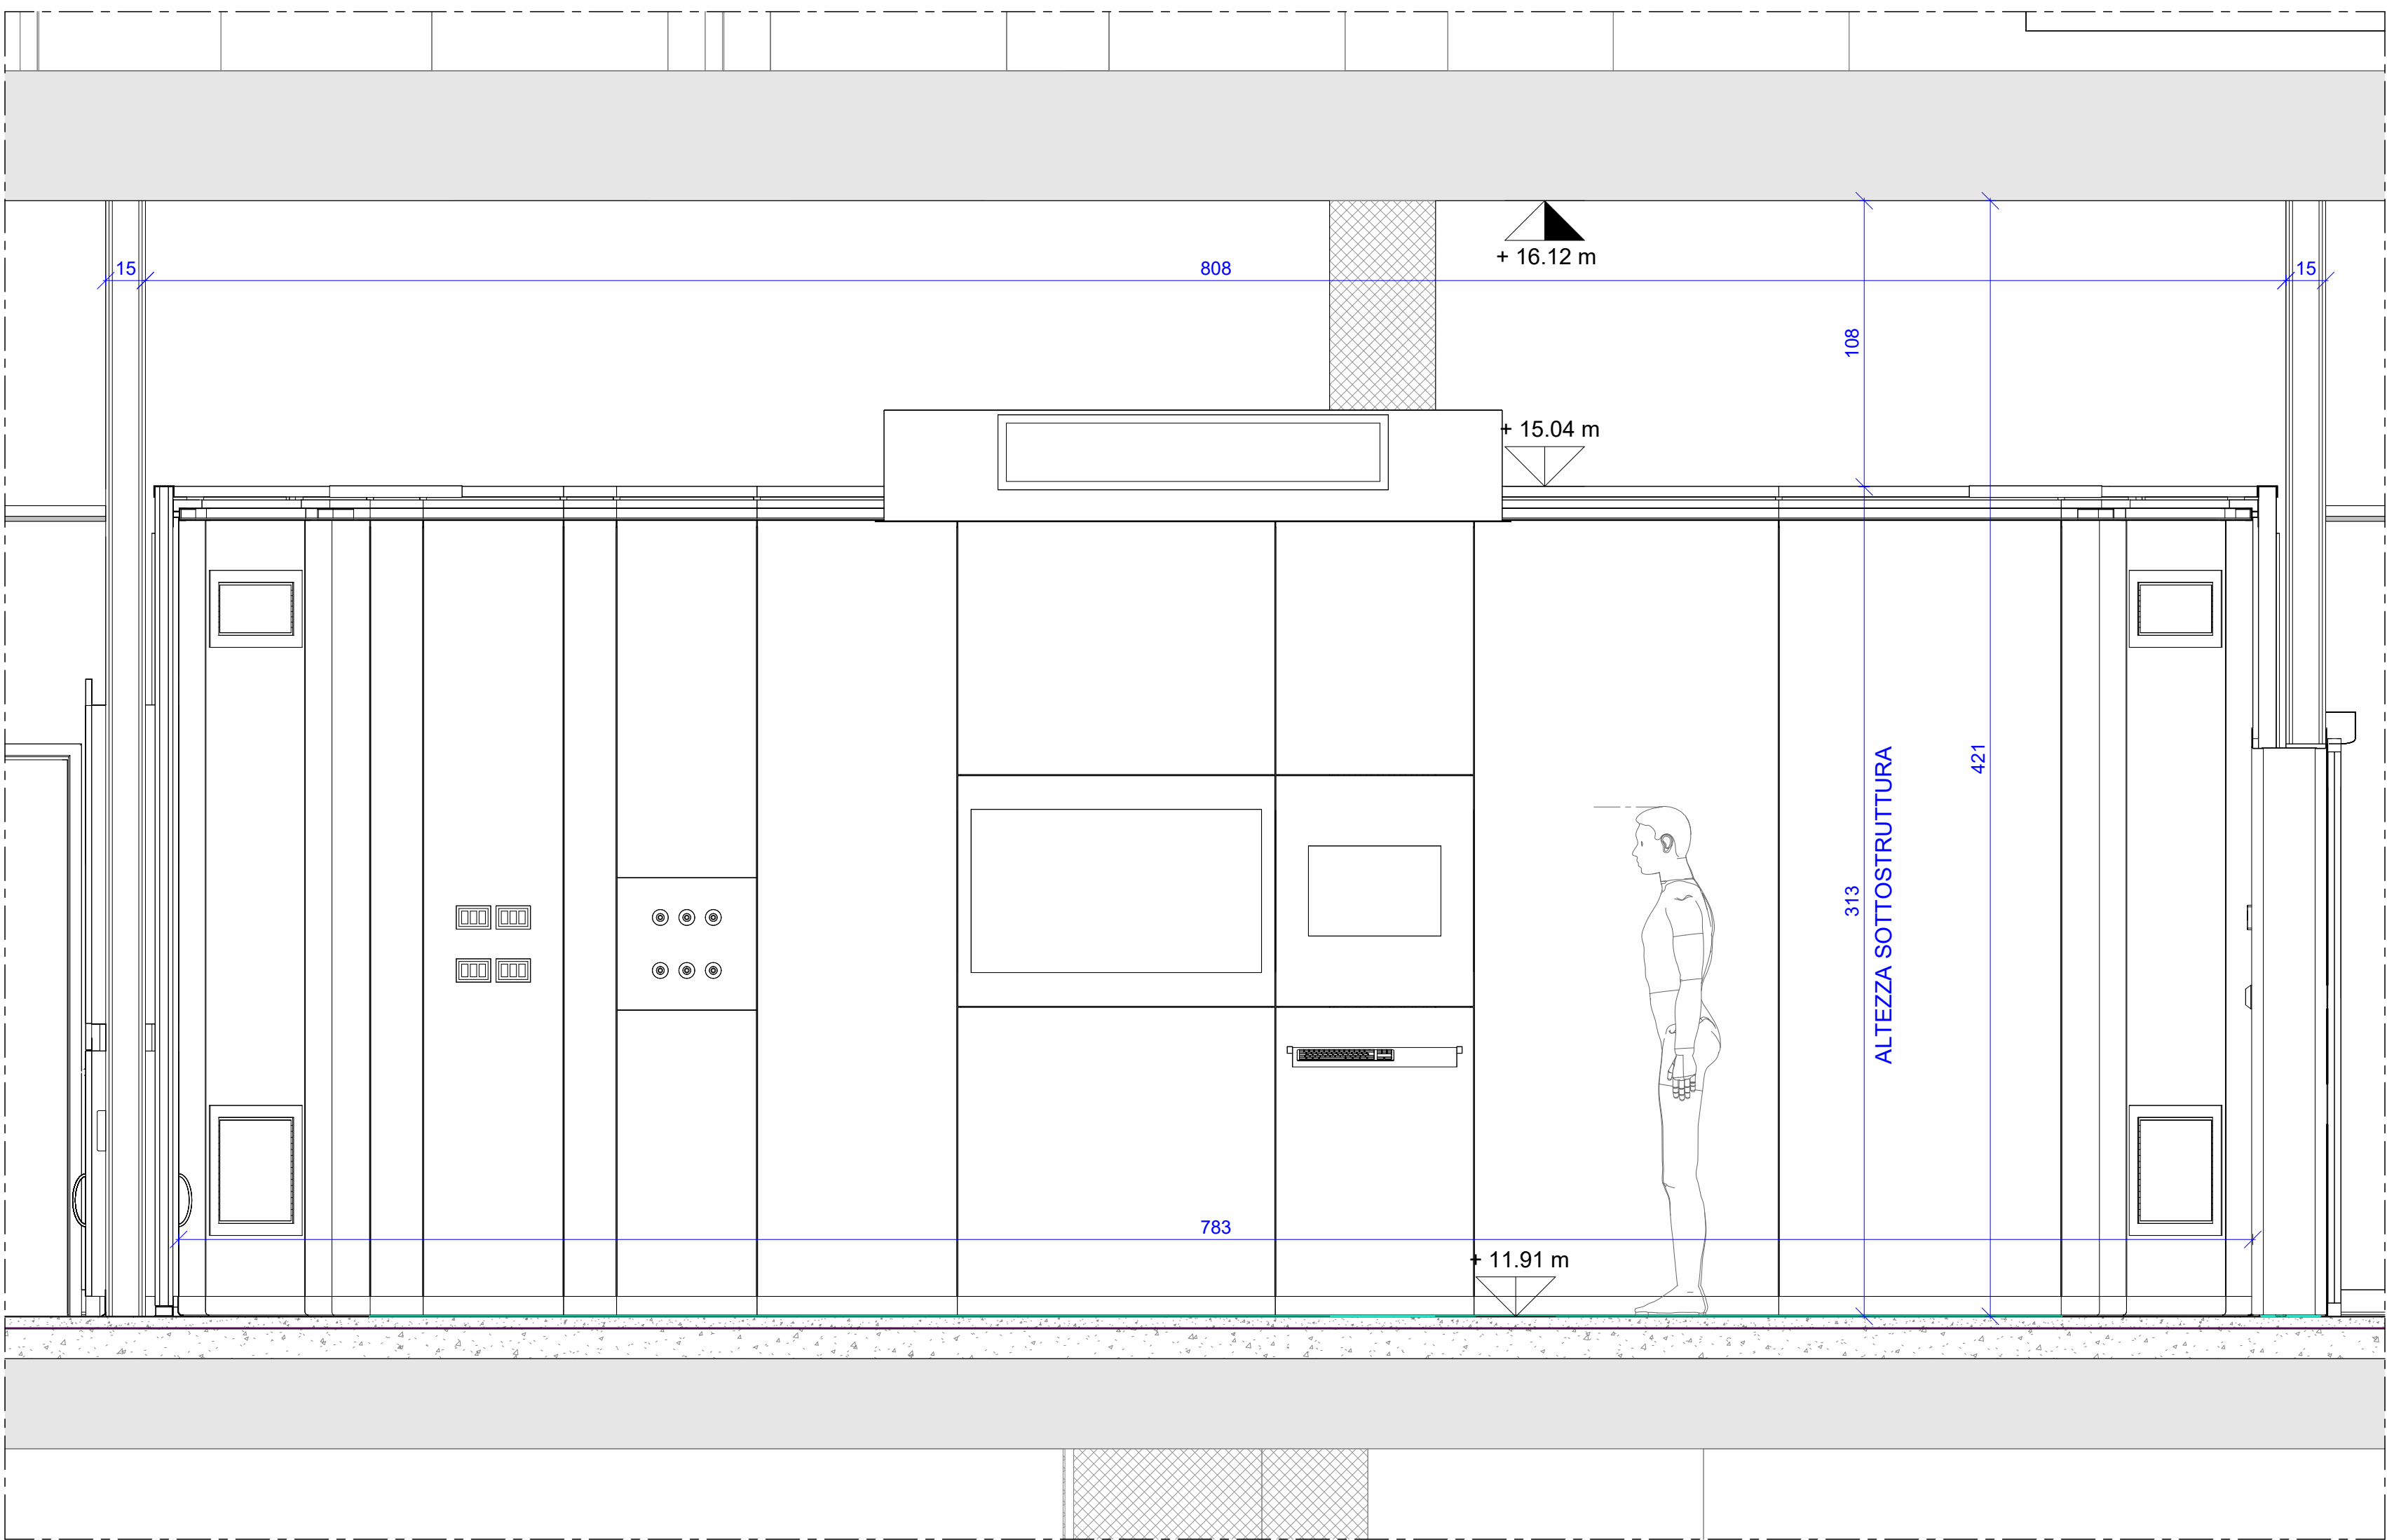 + 16.12 m
15
808
15
108
+ 15.04 m
421
313
ALTEZZA SOTTOSTRUTTURA
783
+ 11.91 m